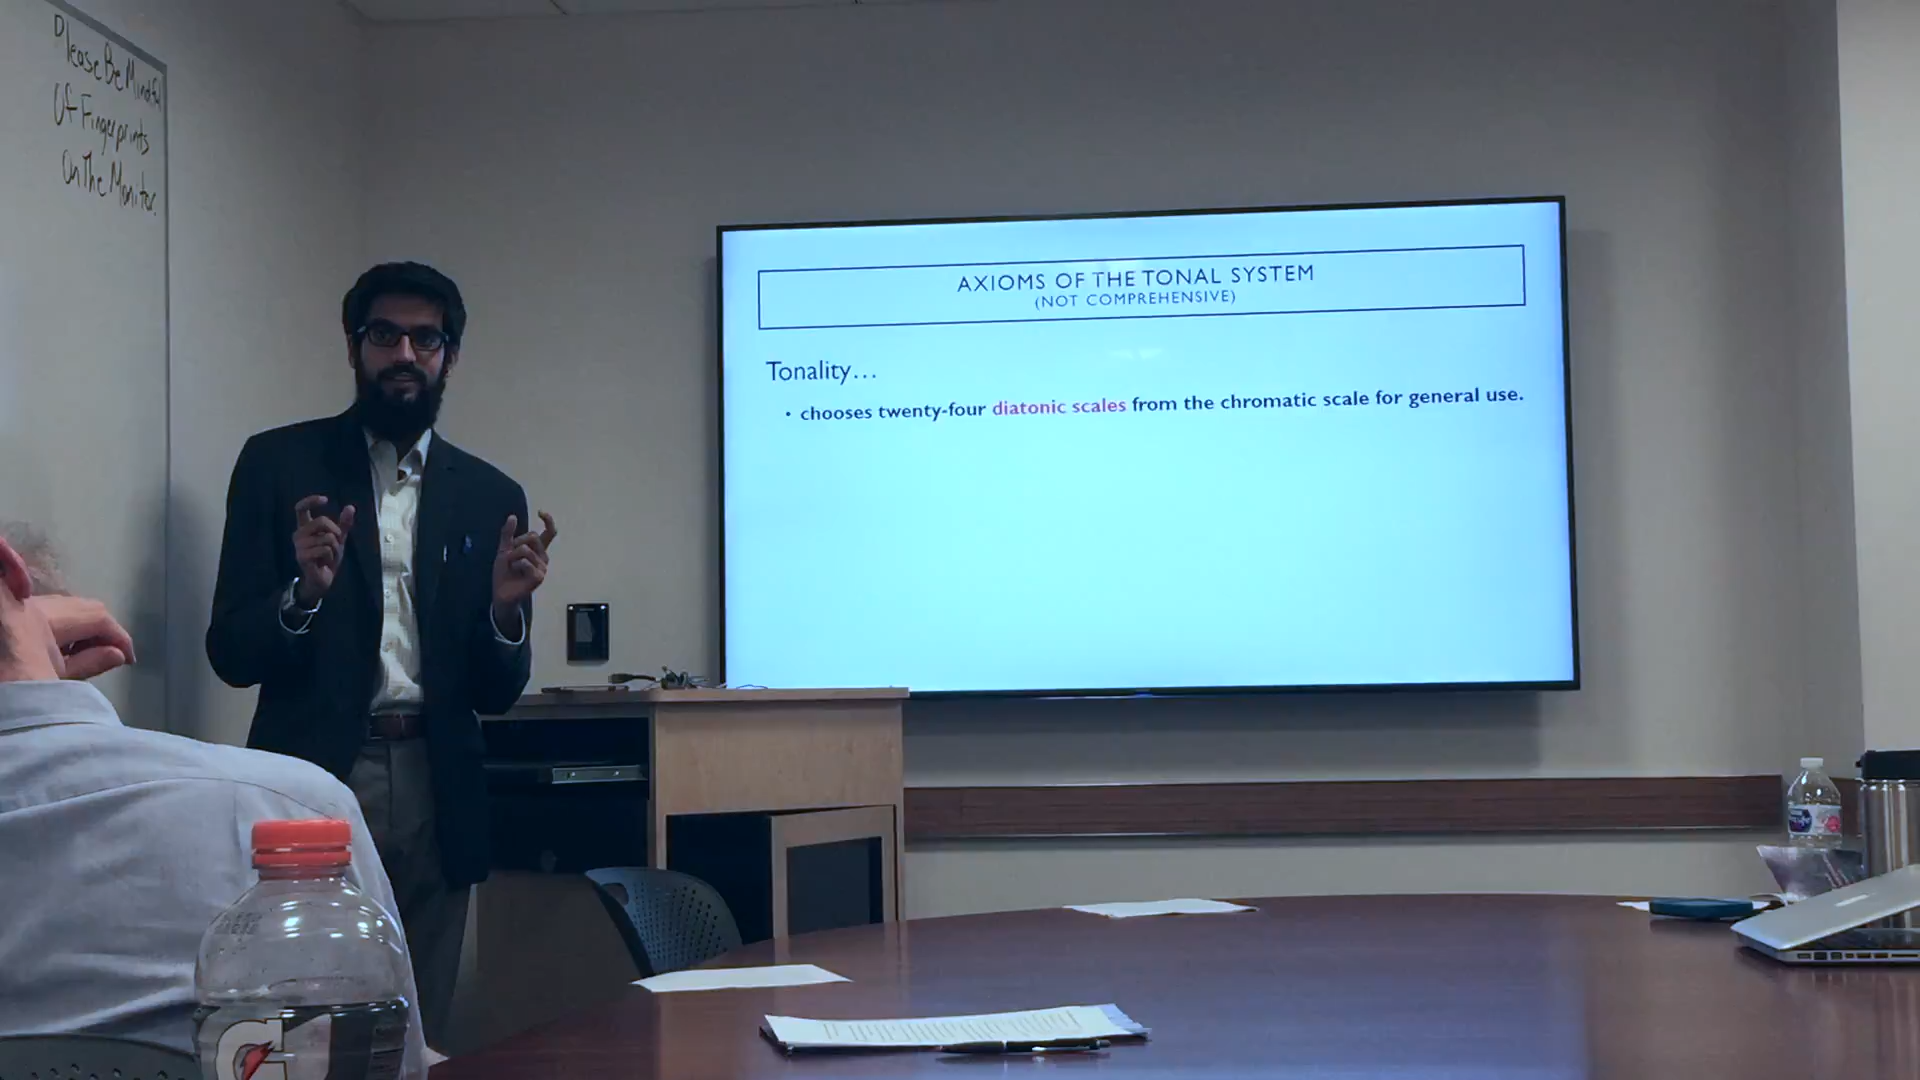 Please Be Mindful
Of Fingerprints
On The Monitor.
AXIOMS OF THE TONAL SYSTEM
(NOT COMPREHENSIVE)
Tonality...
• chooses twenty-four diatonic scales from the chromatic scale for general use.
G